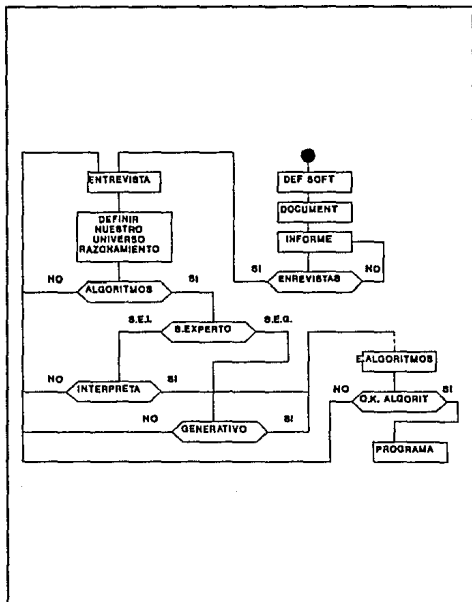 ENTREVISTA
DEF SOFT
DOCUMENT
DEFINIR
NUESTRO
UNIVERSO
RAZONAMIENTO
INFORME
SI
ENREVISTAS
NO
NO
ALGORITMOS
SI
S.E.I.
S.EXPERTO
S.E.G.
E.ALGORITMOS
NO
INTERPRETA
SI
NO
O.K. ALGORIT
SI
NO
GENERATIVO
SI
PROGRAMA